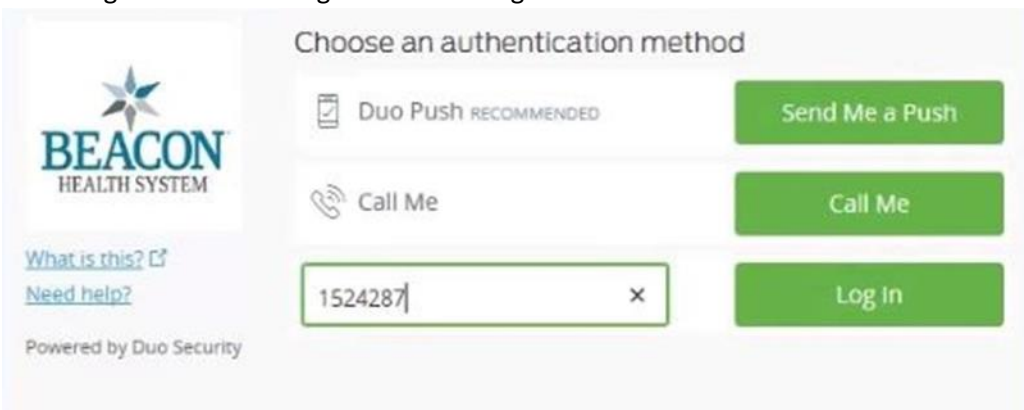 Choose an authentication method
BEACON
HEALTH SYSTEM
What is this?
Need help?
Powered by Duo Security
Duo Push RECOMMENDED
Send Me a Push
Call Me
Call Me
1524287
Log In